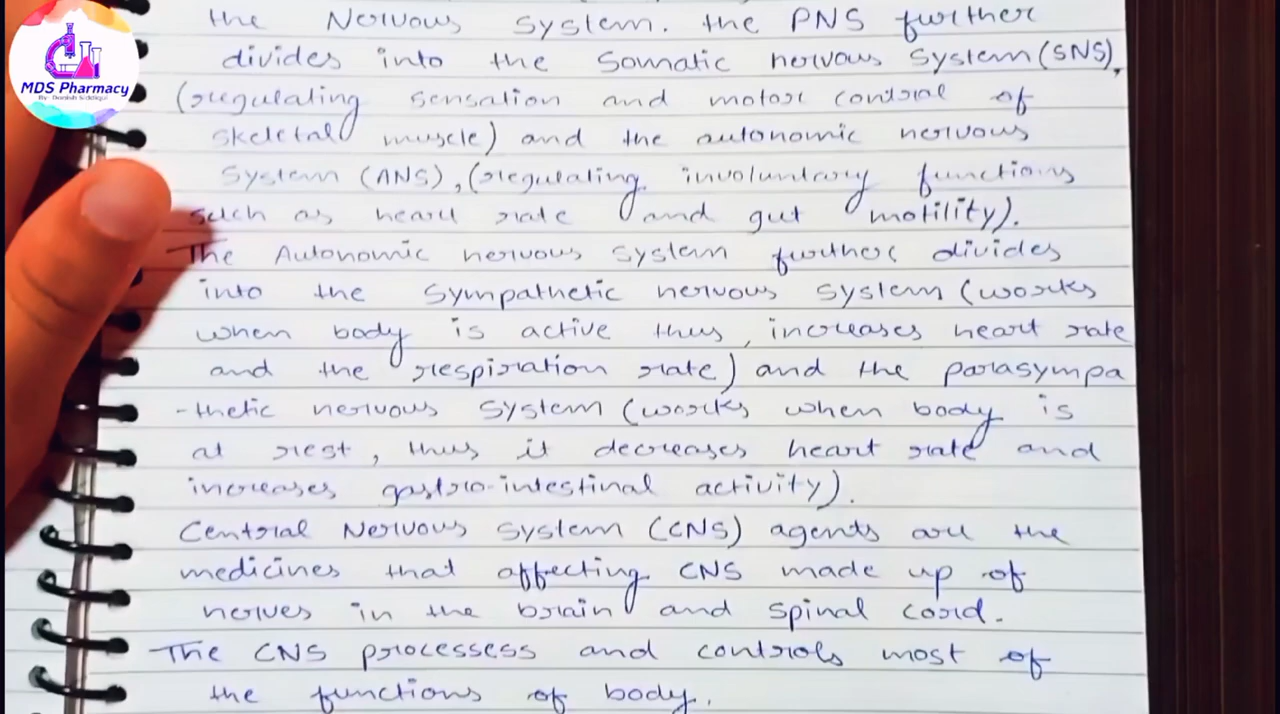 MDS Pharmacy
By: Danish Siddiqui
the Nervous System. the PNS further
divides into the Somatic nervous System (SNS),
(regulating sensation and motor control of
skeletal muscle) and the autonomic nervous
System (ANS), (regulating involuntary functions
such as heart rate and gut motility).
The Autonomic nervous system further divides
into the sympathetic nervous system (works
when body is active thus, increases heart rate
and the respiration rate) and the parasympa
-thetic nervous system (works when body is
at rest, thus it decreases heart rate and
increases gastro-intestinal activity).
Central Nervous System (CNS) agents are the
medicines that affecting CNS made up of
nerves in the brain and spinal cord.
The CNS processess and controls most of
the functions of body.